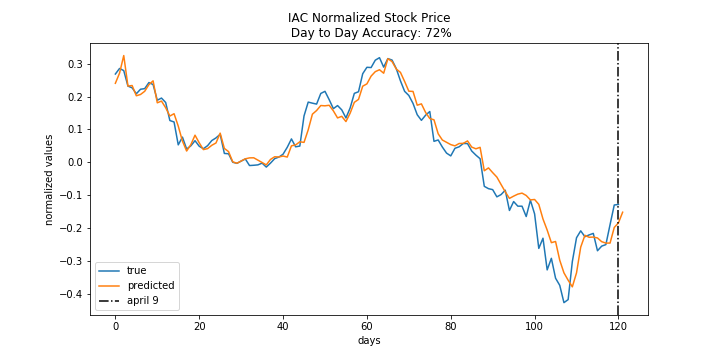 IAC Normalized Stock Price
Day to Day Accuracy: 72%
normalized values
0.3
0.2
0.1
0.0
−0.1
−0.2
−0.3
−0.4
true
predicted
april 9
0 20 40 60 80 100 120
days